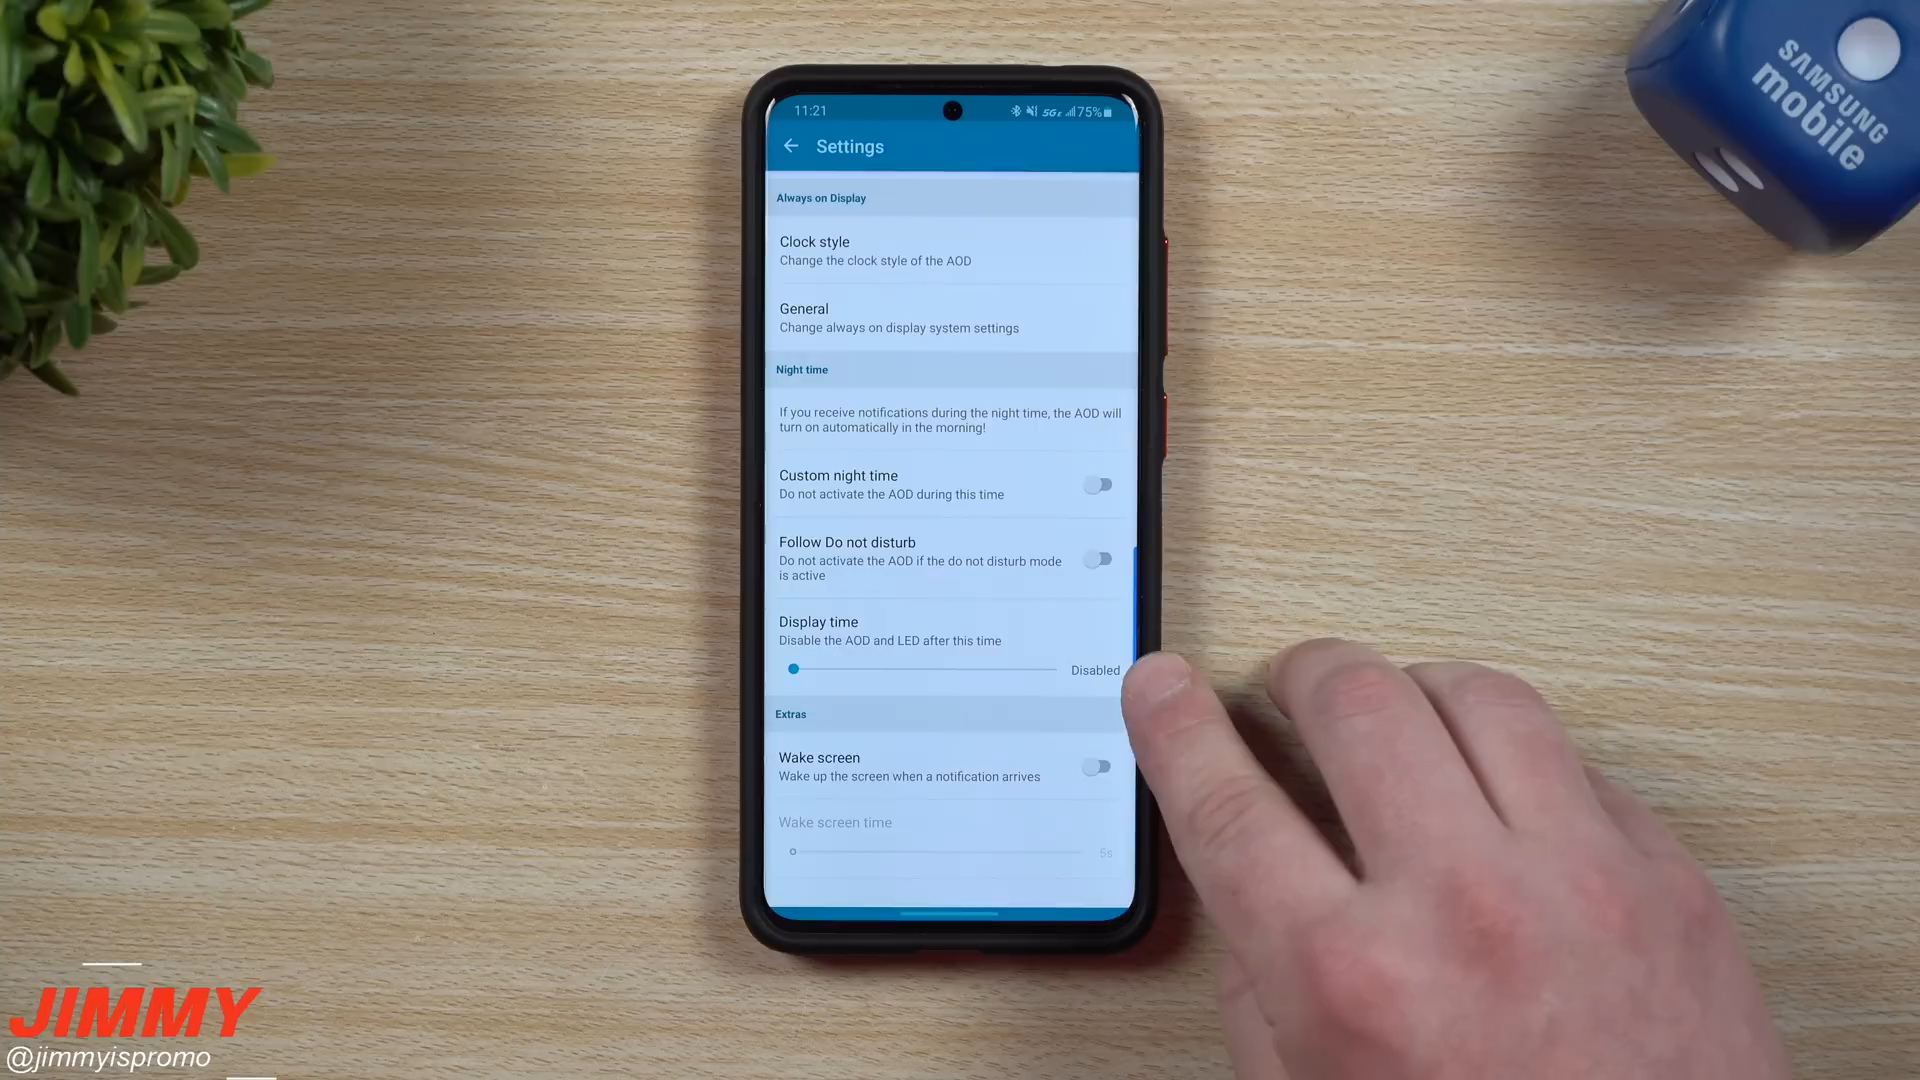 SAMSUNG
mobile
11:21
5GE 75%
Settings
Always on Display
Clock style
Change the clock style of the AOD
General
Change always on display system settings
Night time
If you receive notifications during the night time, the AOD will
turn on automatically in the morning!
Custom night time
Do not activate the AOD during this time
Follow Do not disturb
Do not activate the AOD if the do not disturb mode
is active
Display time
Disable the AOD and LED after this time
Disabled
Extras
Wake screen
Wake up the screen when a notification arrives
Wake screen time
5s
JIMMY
@jimmyispromo